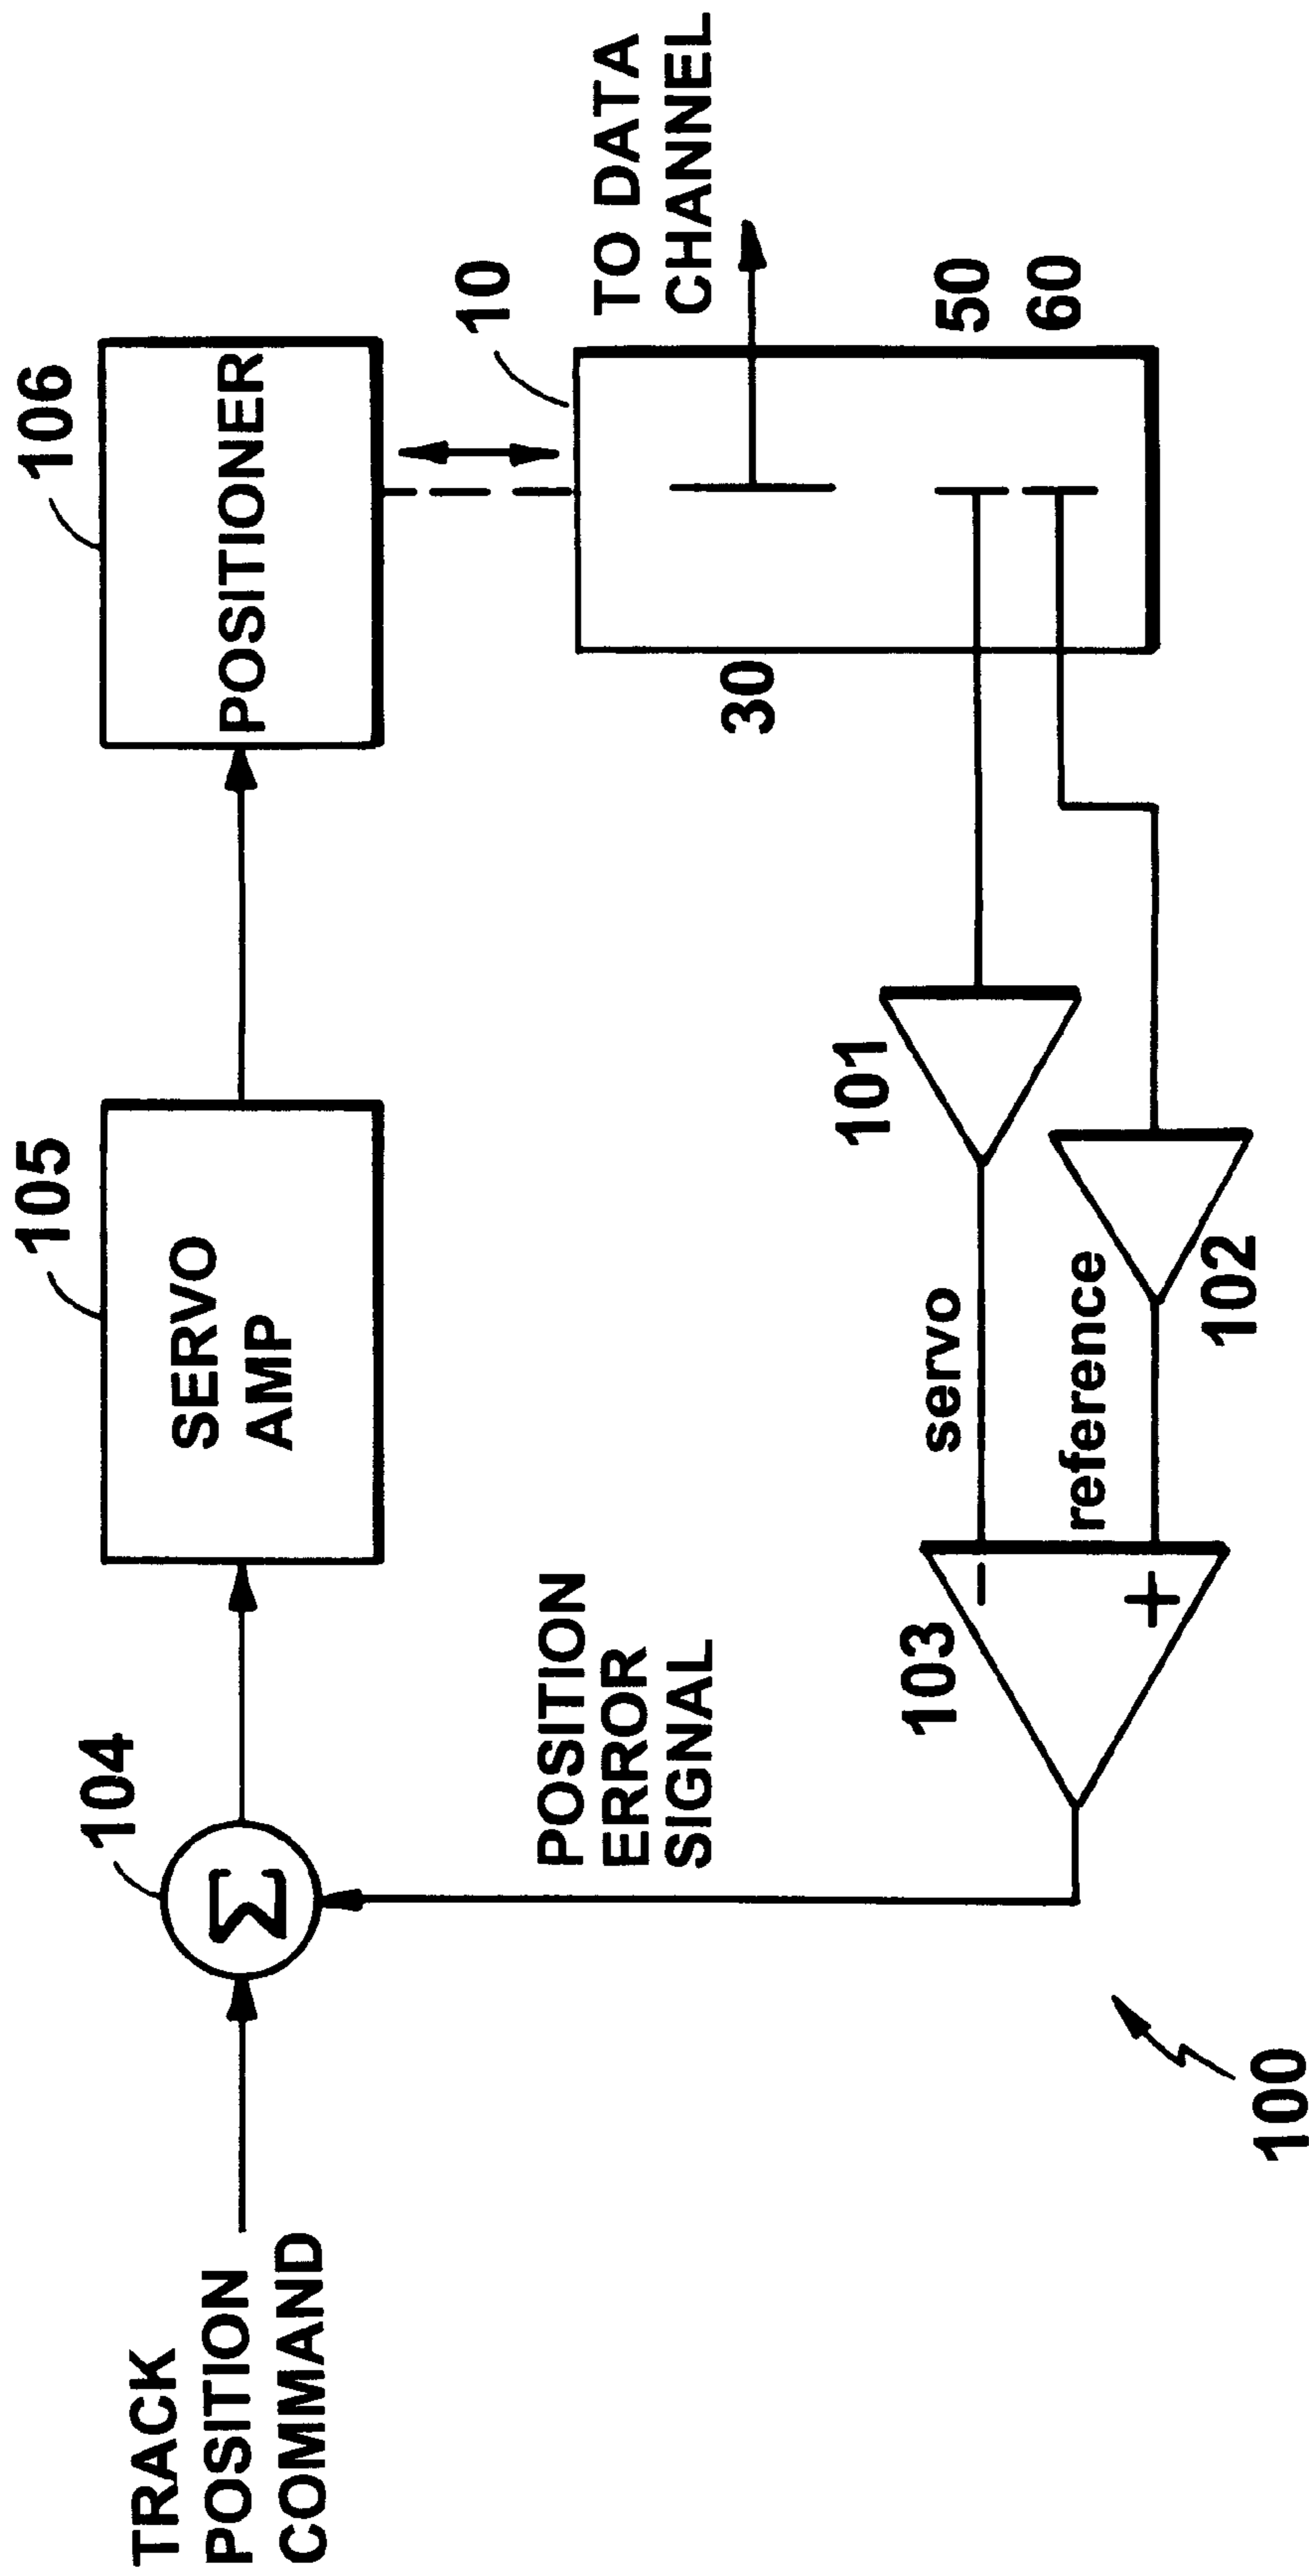 105
106
104
SERVO
AMP
POSITIONER
Σ
TRACK
POSITION
COMMAND
10
TO DATA
CHANNEL
POSITION
ERROR
SIGNAL
30
50
60
101
103
servo
−
reference
+
102
100